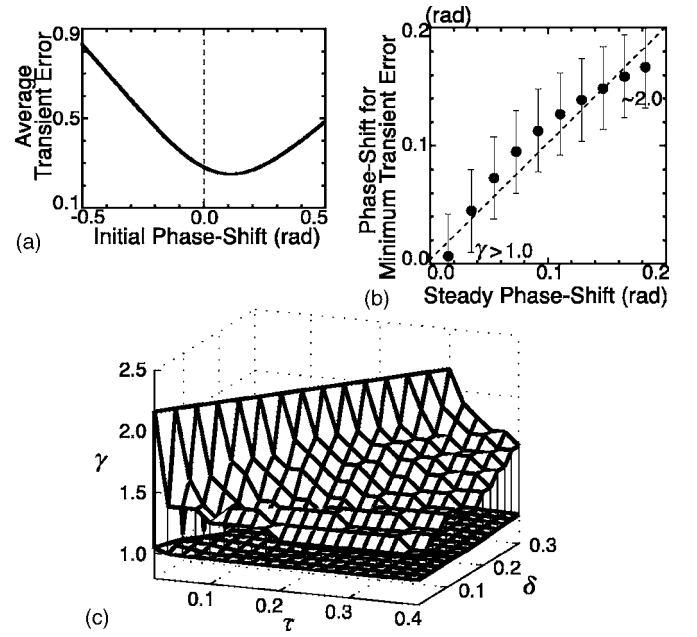 0.9
0.5
0.1
Average
Transient Error
-0.5
0.0
0.5
Initial Phase-Shift (rad)
(a)
(rad)
0.2
0.1
0.0
Phase-Shift for
Minimum Transient Error
~2.0
γ > 1.0
0.0
0.1
0.2
Steady Phase-Shift (rad)
(b)
2.5
2.0
1.5
1.0
γ
0.1
0.2
0.3
0.4
τ
0.1
0.2
0.3
δ
(c)